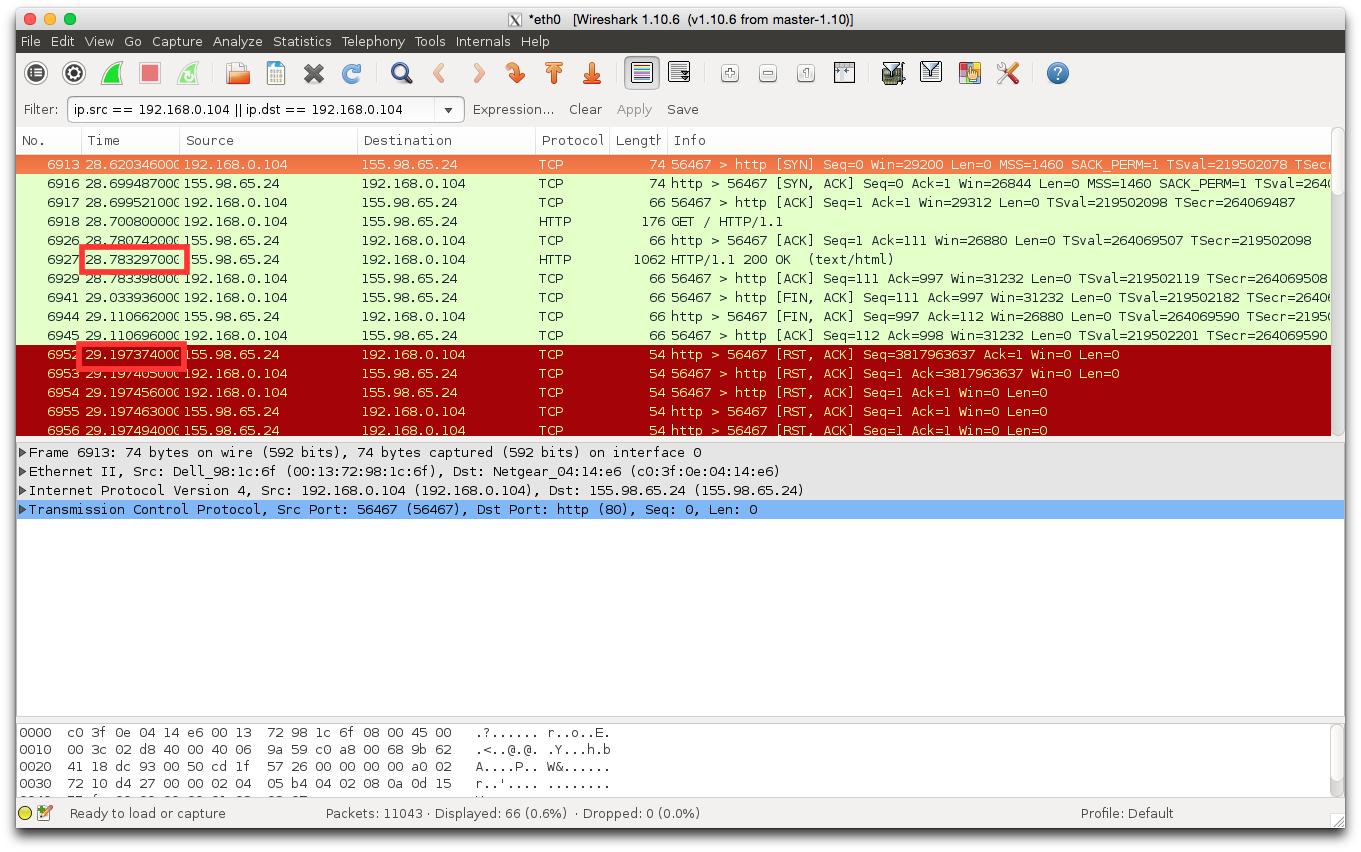 *eth0 [Wireshark 1.10.6 (v1.10.6 from master-1.10)]
File Edit View Go Capture Analyze Statistics Telephony Tools Internals Help
Filter: ip.src == 192.168.0.104 || ip.dst == 192.168.0.104 Expression... Clear Apply Save
No. Time Source Destination Protocol Length Info
6913 28.620346000 192.168.0.104 155.98.65.24 TCP 74 56467 > http [SYN] Seq=0 Win=29200 Len=0 MSS=1460 SACK_PERM=1 TSval=219502078 TSecr
6916 28.699487000 155.98.65.24 192.168.0.104 TCP 74 http > 56467 [SYN, ACK] Seq=0 Ack=1 Win=26844 Len=0 MSS=1460 SACK_PERM=1 TSval=2640
6917 28.699521000 192.168.0.104 155.98.65.24 TCP 66 56467 > http [ACK] Seq=1 Ack=1 Win=29312 Len=0 TSval=219502098 TSecr=264069487
6918 28.700800000 192.168.0.104 155.98.65.24 HTTP 176 GET / HTTP/1.1
6926 28.780742000 155.98.65.24 192.168.0.104 TCP 66 http > 56467 [ACK] Seq=1 Ack=111 Win=26880 Len=0 TSval=264069507 TSecr=219502098
6927 28.783297000 155.98.65.24 192.168.0.104 HTTP 1062 HTTP/1.1 200 OK (text/html)
6929 28.783398000 192.168.0.104 155.98.65.24 TCP 66 56467 > http [ACK] Seq=111 Ack=997 Win=31232 Len=0 TSval=219502119 TSecr=264069508
6941 29.033936000 192.168.0.104 155.98.65.24 TCP 66 56467 > http [FIN, ACK] Seq=111 Ack=997 Win=31232 Len=0 TSval=219502182 TSecr=26406
6944 29.110662000 155.98.65.24 192.168.0.104 TCP 66 http > 56467 [FIN, ACK] Seq=997 Ack=112 Win=26880 Len=0 TSval=264069590 TSecr=2195
6945 29.110696000 192.168.0.104 155.98.65.24 TCP 66 56467 > http [ACK] Seq=112 Ack=998 Win=31232 Len=0 TSval=219502201 TSecr=264069590
6952 29.197374000 155.98.65.24 192.168.0.104 TCP 54 http > 56467 [RST, ACK] Seq=3817963637 Ack=1 Win=0 Len=0
6953 29.197405000 192.168.0.104 155.98.65.24 TCP 54 56467 > http [RST, ACK] Seq=1 Ack=3817963637 Win=0 Len=0
6954 29.197456000 192.168.0.104 155.98.65.24 TCP 54 56467 > http [RST, ACK] Seq=1 Ack=1 Win=0 Len=0
6955 29.197463000 155.98.65.24 192.168.0.104 TCP 54 http > 56467 [RST, ACK] Seq=1 Ack=1 Win=0 Len=0
6956 29.197494000 155.98.65.24 192.168.0.104 TCP 54 http > 56467 [RST, ACK] Seq=1 Ack=1 Win=0 Len=0
Frame 6913: 74 bytes on wire (592 bits), 74 bytes captured (592 bits) on interface 0
Ethernet II, Src: Dell_98:1c:6f (00:13:72:98:1c:6f), Dst: Netgear_04:14:e6 (c0:3f:0e:04:14:e6)
Internet Protocol Version 4, Src: 192.168.0.104 (192.168.0.104), Dst: 155.98.65.24 (155.98.65.24)
Transmission Control Protocol, Src Port: 56467 (56467), Dst Port: http (80), Seq: 0, Len: 0
0000 c0 3f 0e 04 14 e6 00 13 72 98 1c 6f 08 00 45 00 .?...... r..o..E.
0010 00 3c 02 d8 40 00 40 06 9a 59 c0 a8 00 68 9b 62 .<..@.@. .Y...h.b
0020 41 18 dc 93 00 50 cd 1f 57 26 00 00 00 00 a0 02 A....P.. W&......
0030 72 10 d4 27 00 00 02 04 05 b4 04 02 08 0a 0d 15 r..'.... ........
Ready to load or capture Packets: 11043 · Displayed: 66 (0.6%) · Dropped: 0 (0.0%) Profile: Default